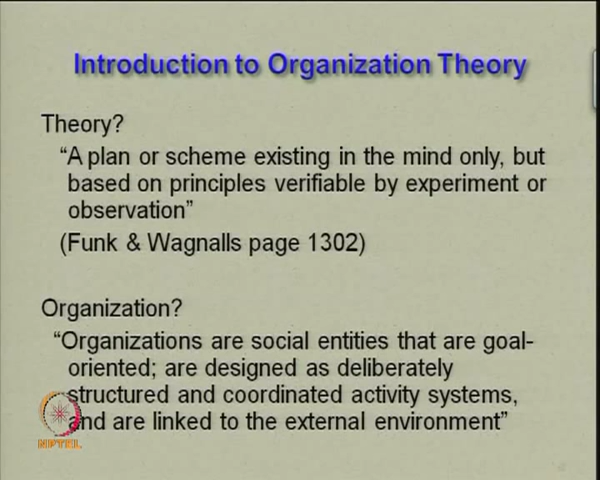 Introduction to Organization Theory
Theory?
“A plan or scheme existing in the mind only, but
based on principles verifiable by experiment or
observation”
(Funk & Wagnalls page 1302)
Organization?
“Organizations are social entities that are goal-
oriented; are designed as deliberately
structured and coordinated activity systems,
and are linked to the external environment”
NPTEL